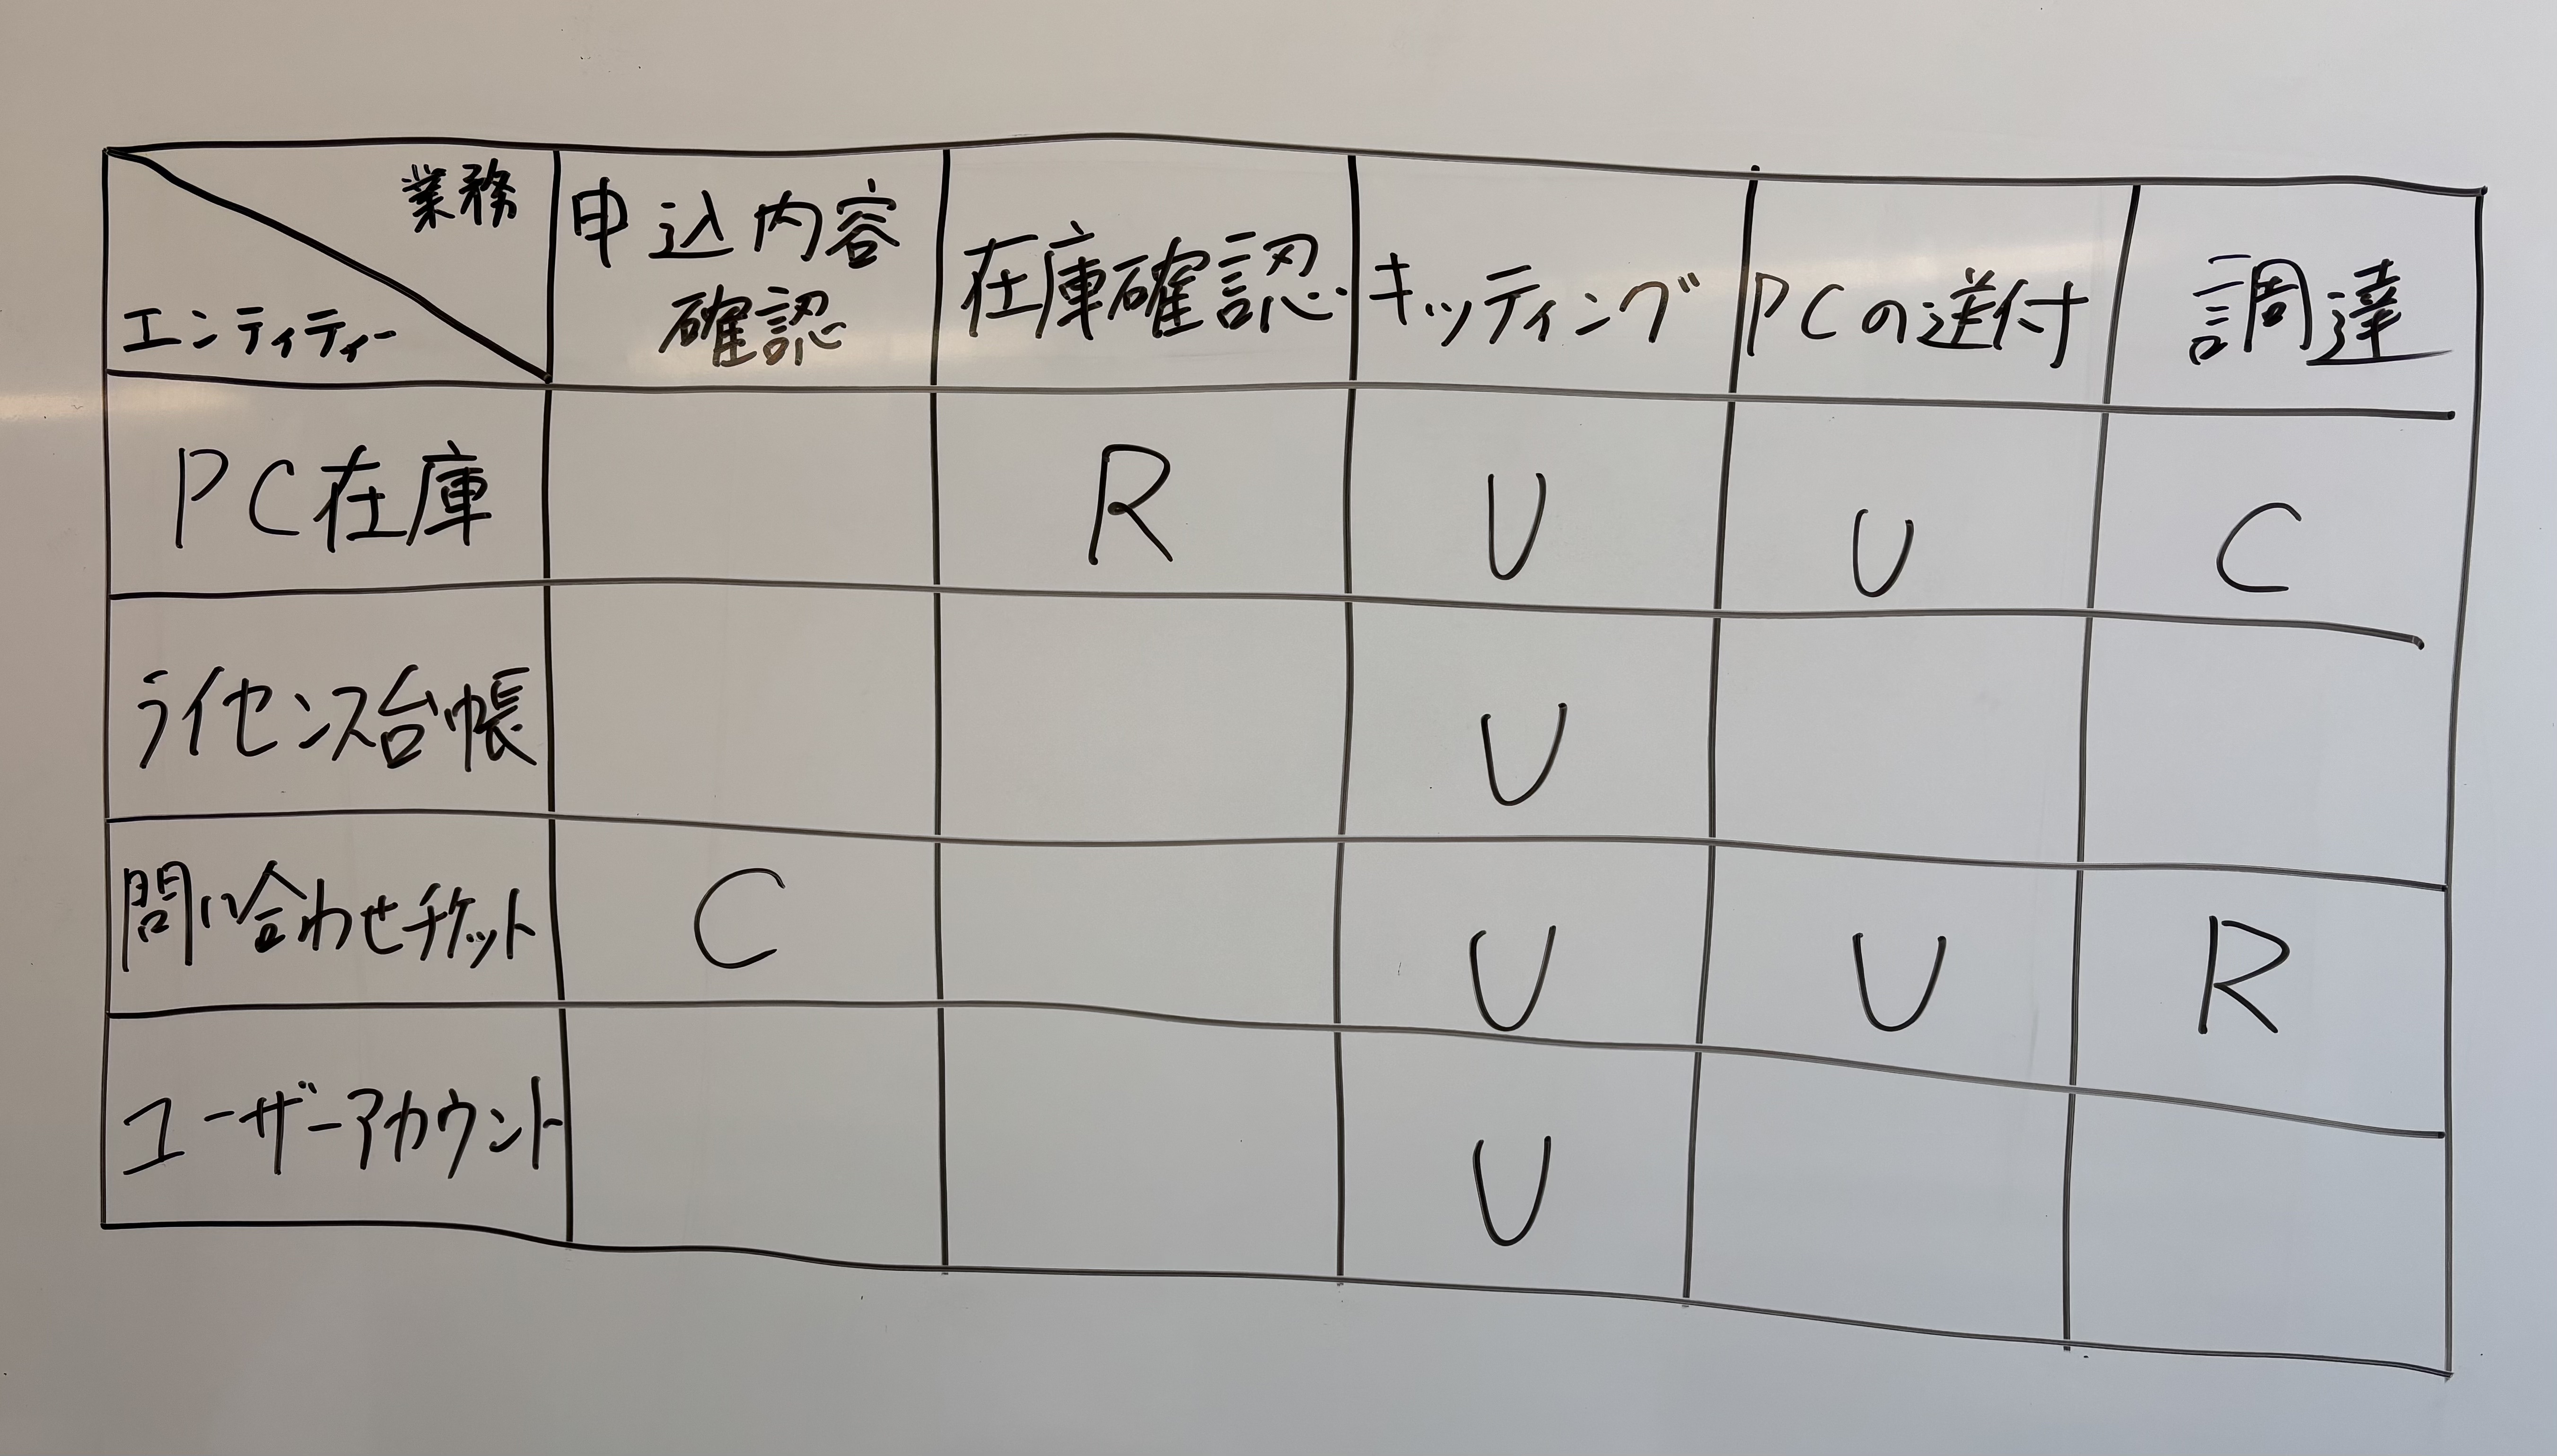 業務
エンティティー
申込内容
確認
在庫確認
キッティング
PCの送付
調達
PC在庫
R
U
U
C
ライセンス台帳
U
問い合わせチケット
C
U
U
R
ユーザーアカウント
U